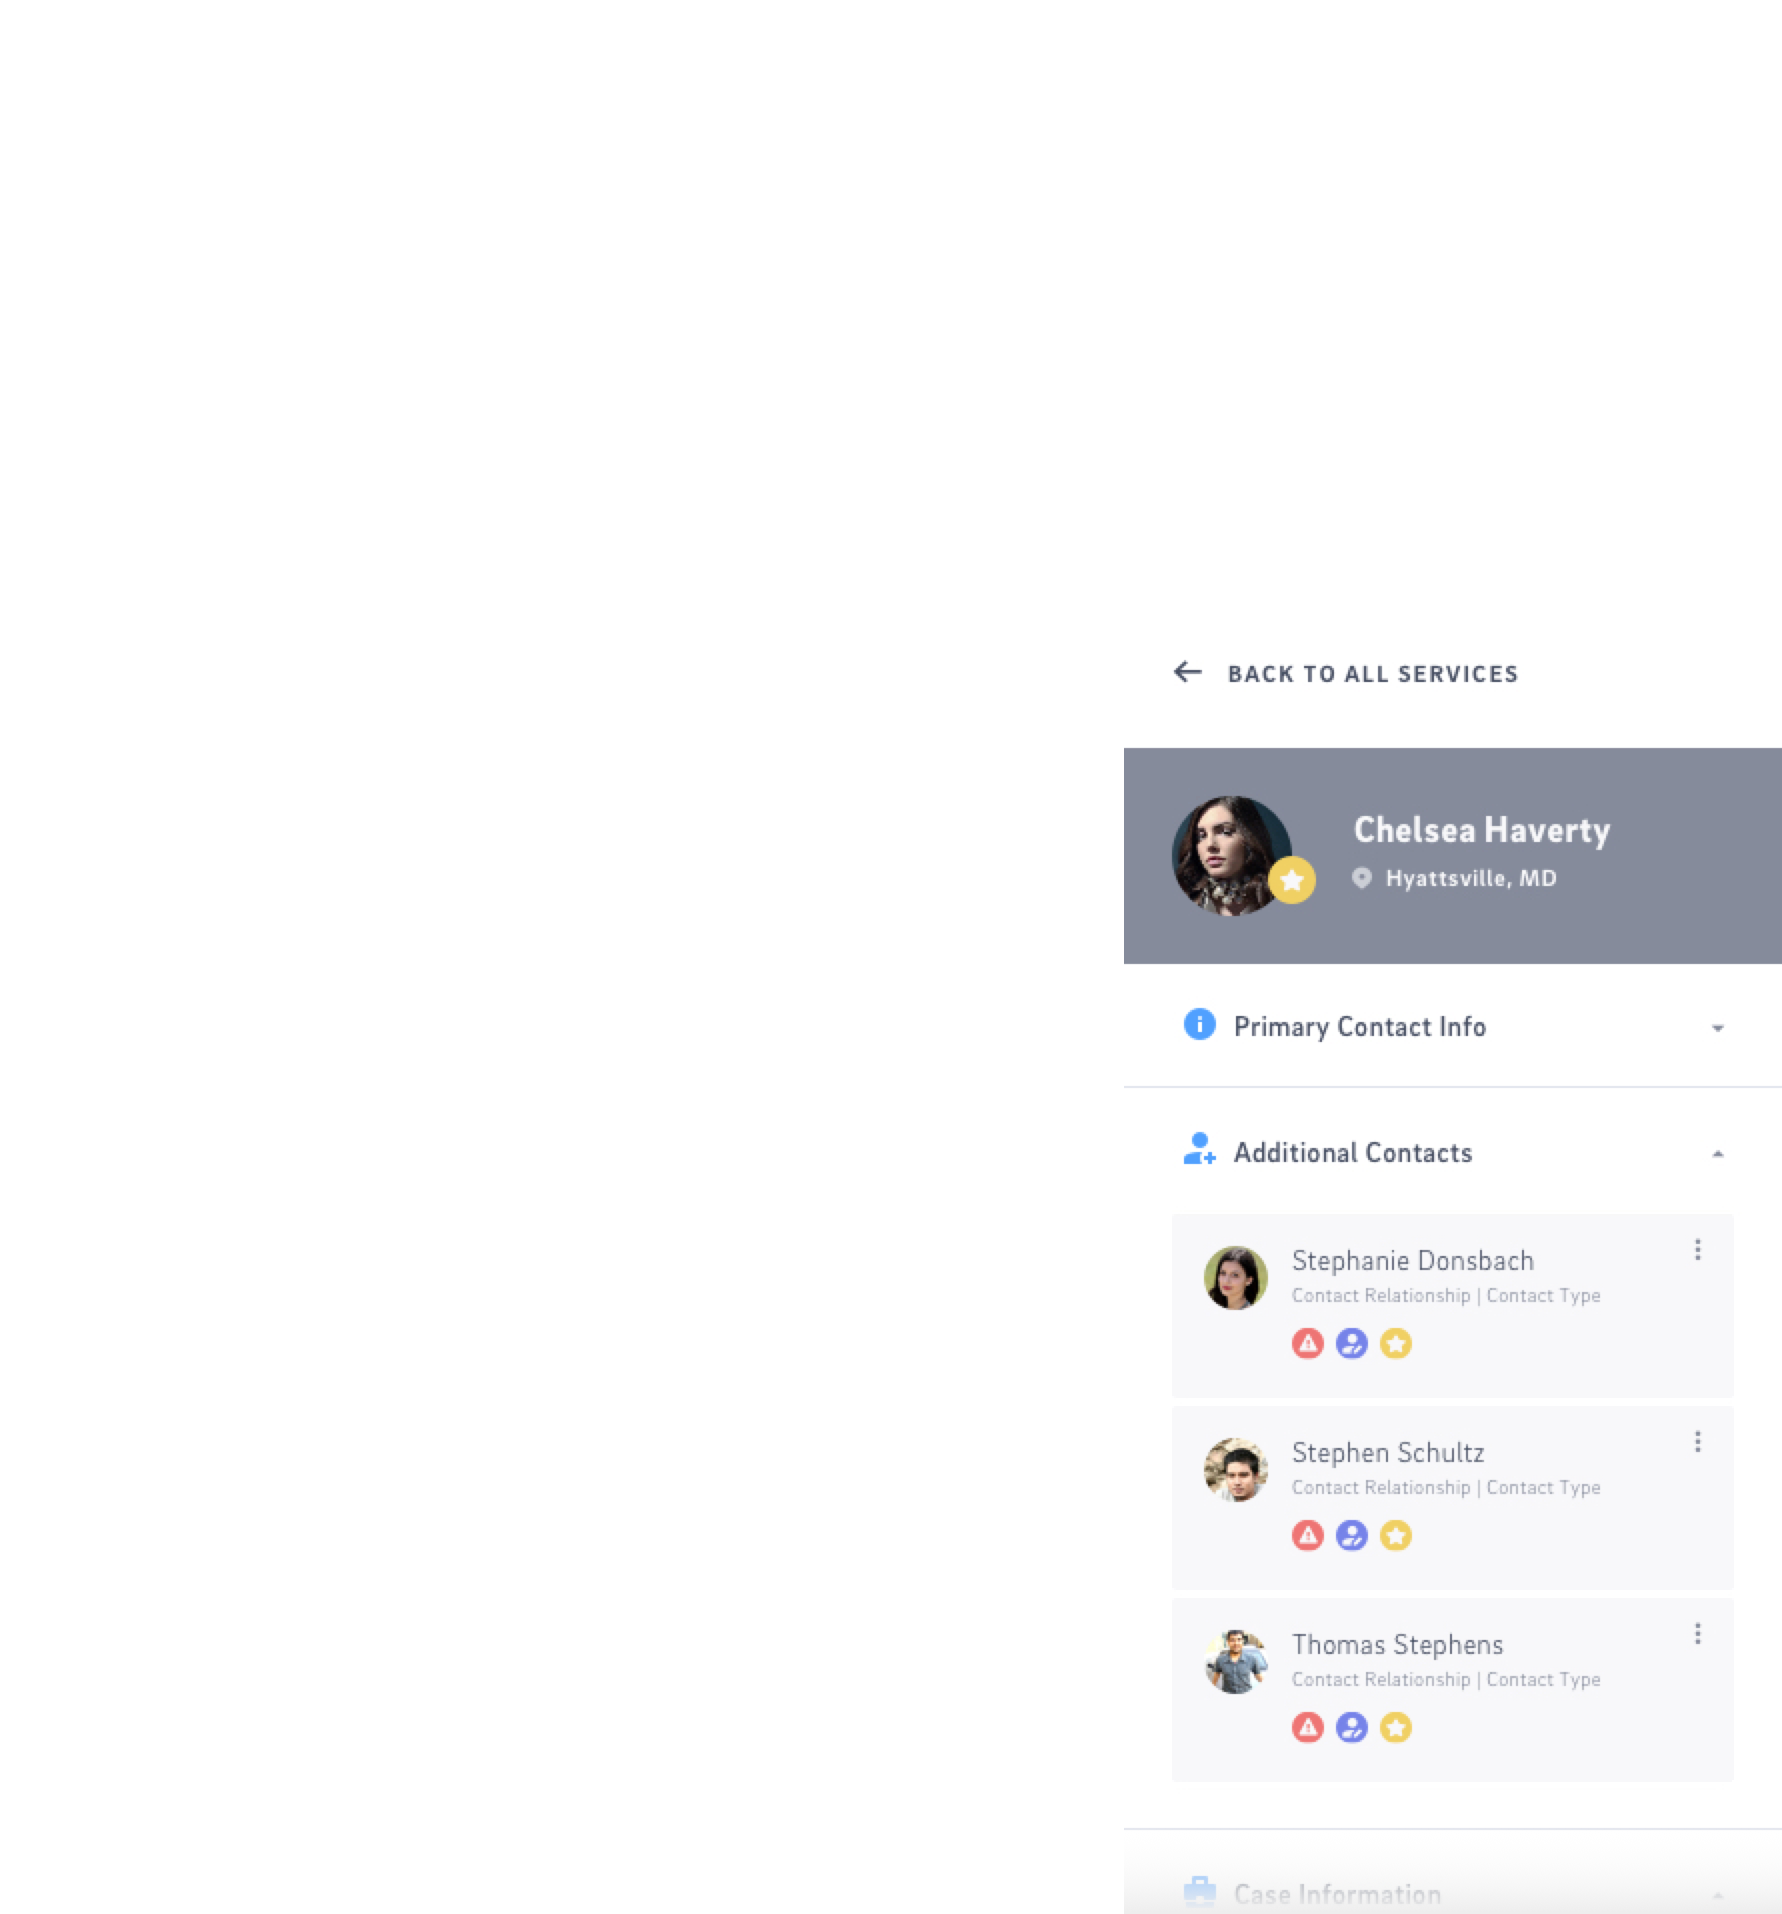 BACK TO ALL SERVICES
Chelsea Haverty
Hyattsville, MD
Primary Contact Info
Additional Contacts
Stephanie Donsbach
Contact Relationship | Contact Type
Stephen Schultz
Contact Relationship | Contact Type
Thomas Stephens
Contact Relationship | Contact Type
Case Information